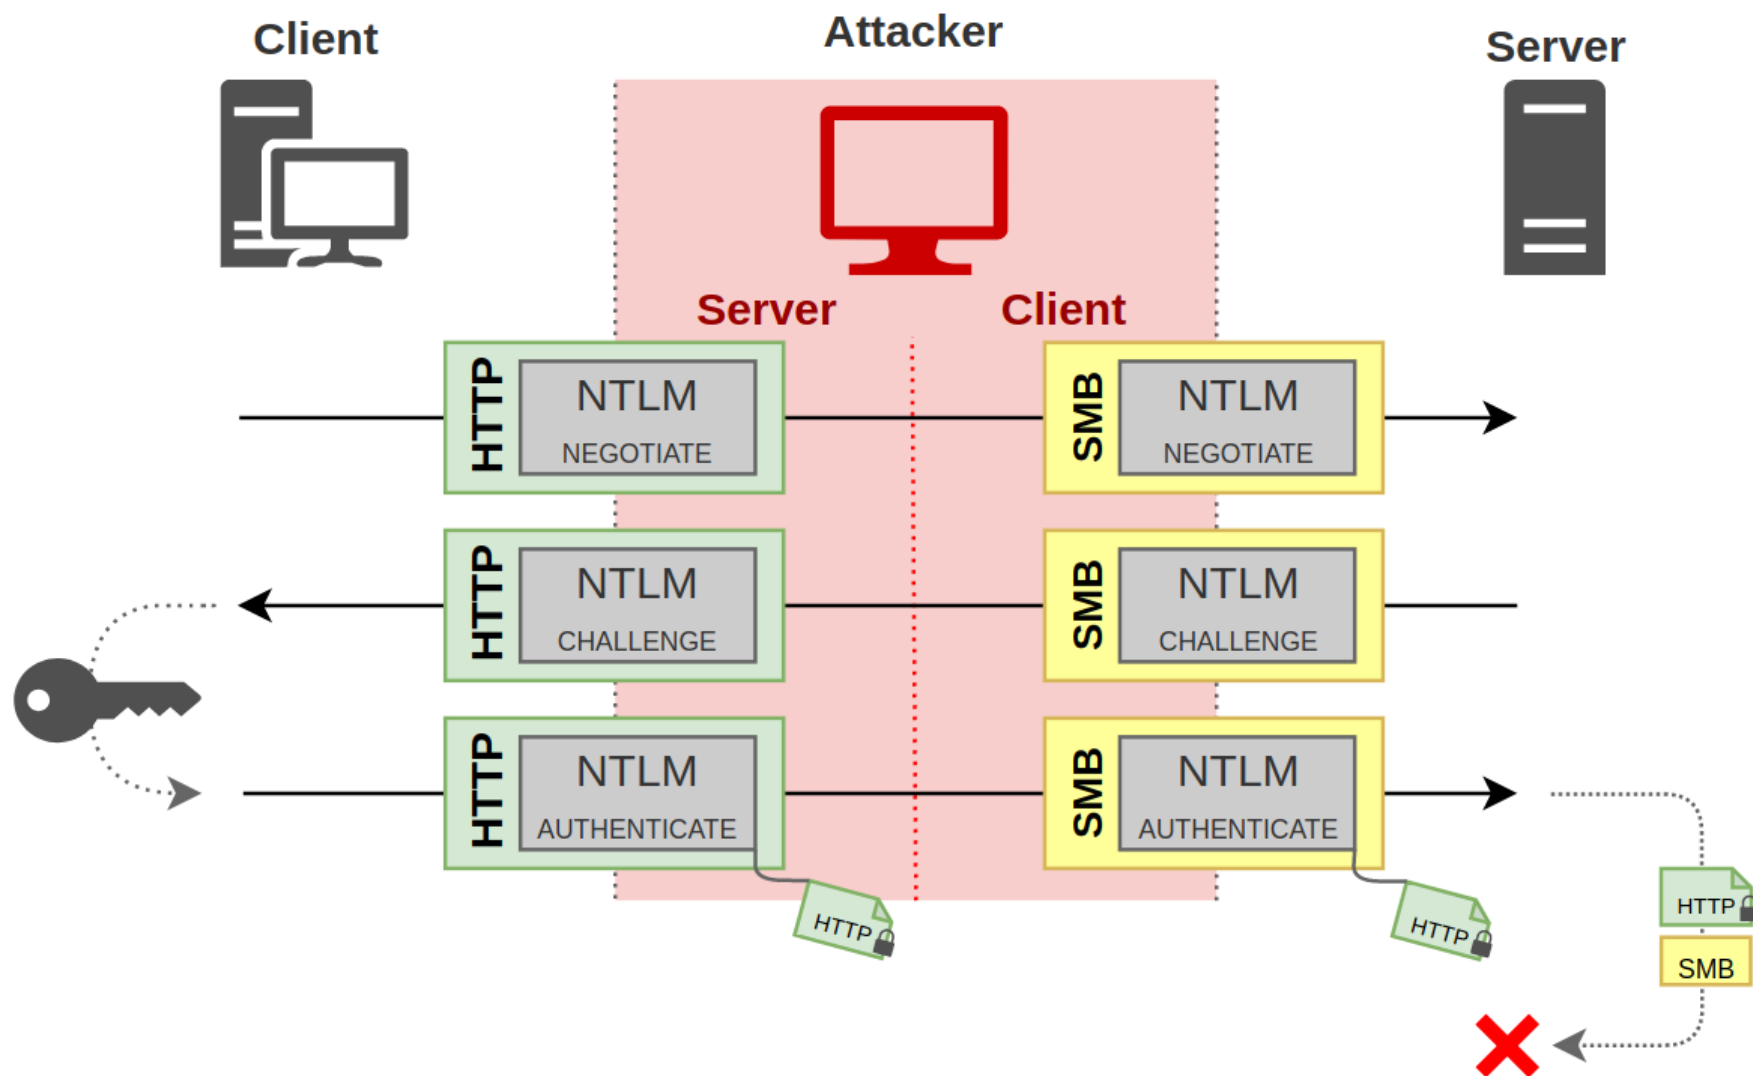 Client
Attacker
Server
Server
Client
HTTP
NTLM
NEGOTIATE
SMB
NTLM
NEGOTIATE
HTTP
NTLM
CHALLENGE
SMB
NTLM
CHALLENGE
HTTP
NTLM
AUTHENTICATE
SMB
NTLM
AUTHENTICATE
HTTP
HTTP
HTTP
SMB